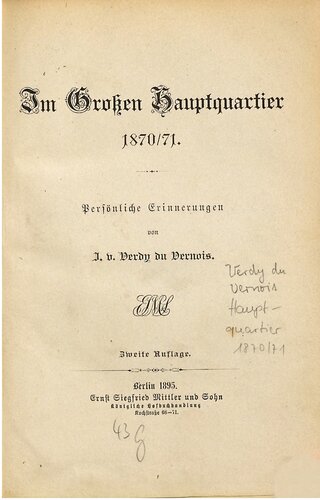 Im Großen Hauptquartier
1870/71.
Persönliche Erinnerungen
von
J. v. Verdy du Vernois.
Zweite Auflage.
Berlin 1895.
Ernst Siegfried Mittler und Sohn
Königliche Hofbuchhandlung
Kochstraße 68—71.
Verdy du
Vernois
Haupt-
quartier
1870/71